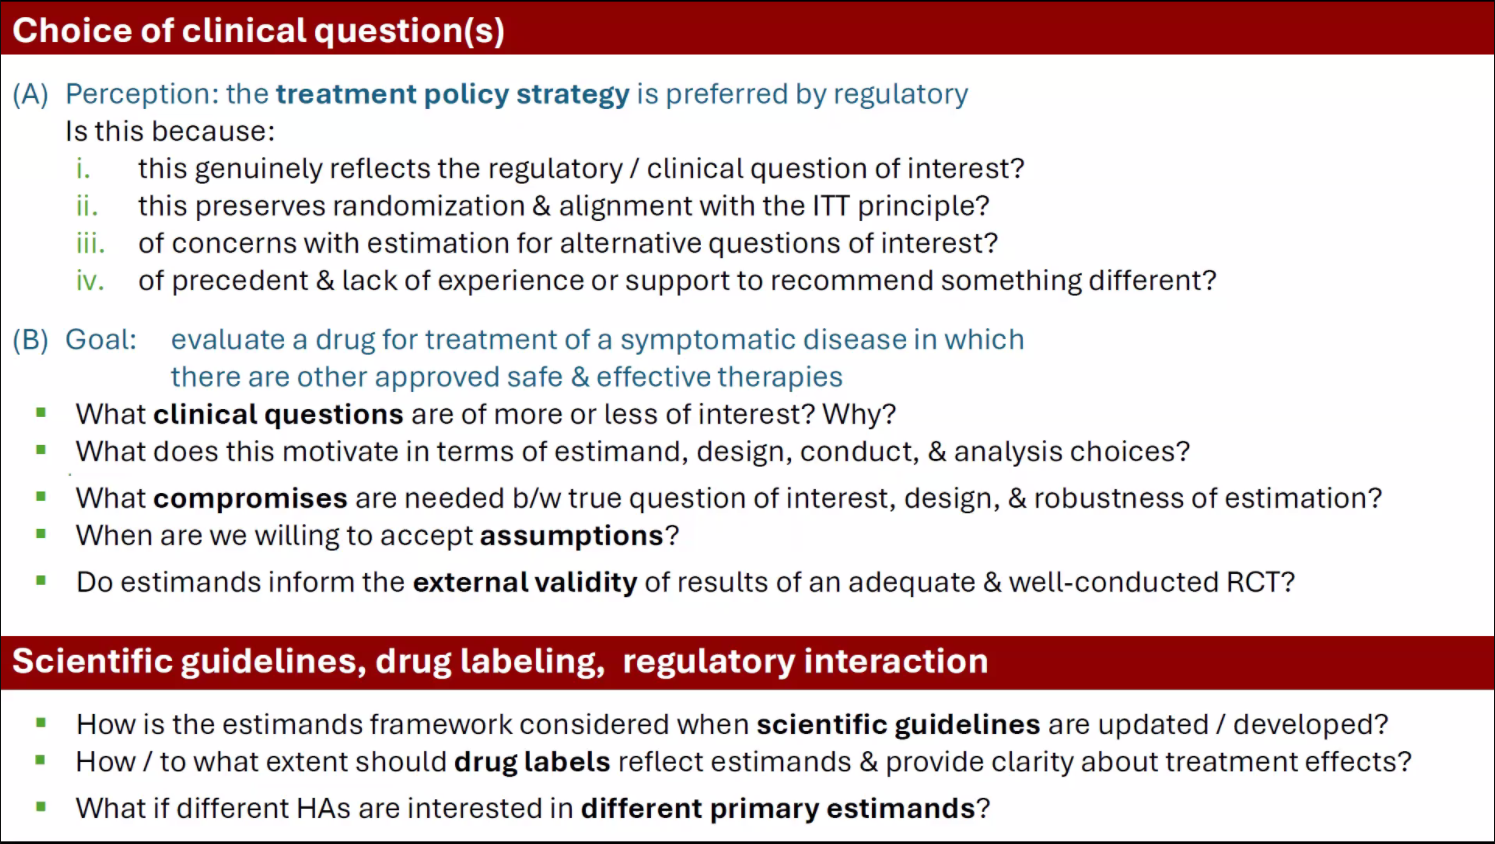 Choice of clinical question(s)
(A) Perception: the treatment policy strategy is preferred by regulatory
Is this because:
i. this genuinely reflects the regulatory / clinical question of interest?
ii. this preserves randomization & alignment with the ITT principle?
iii. of concerns with estimation for alternative questions of interest?
iv. of precedent & lack of experience or support to recommend something different?
(B) Goal: evaluate a drug for treatment of a symptomatic disease in which
there are other approved safe & effective therapies
▪ What clinical questions are of more or less of interest? Why?
▪ What does this motivate in terms of estimand, design, conduct, & analysis choices?
▪ What compromises are needed b/w true question of interest, design, & robustness of estimation?
▪ When are we willing to accept assumptions?
▪ Do estimands inform the external validity of results of an adequate & well-conducted RCT?
Scientific guidelines, drug labeling, regulatory interaction
▪ How is the estimands framework considered when scientific guidelines are updated / developed?
▪ How / to what extent should drug labels reflect estimands & provide clarity about treatment effects?
▪ What if different HAs are interested in different primary estimands?